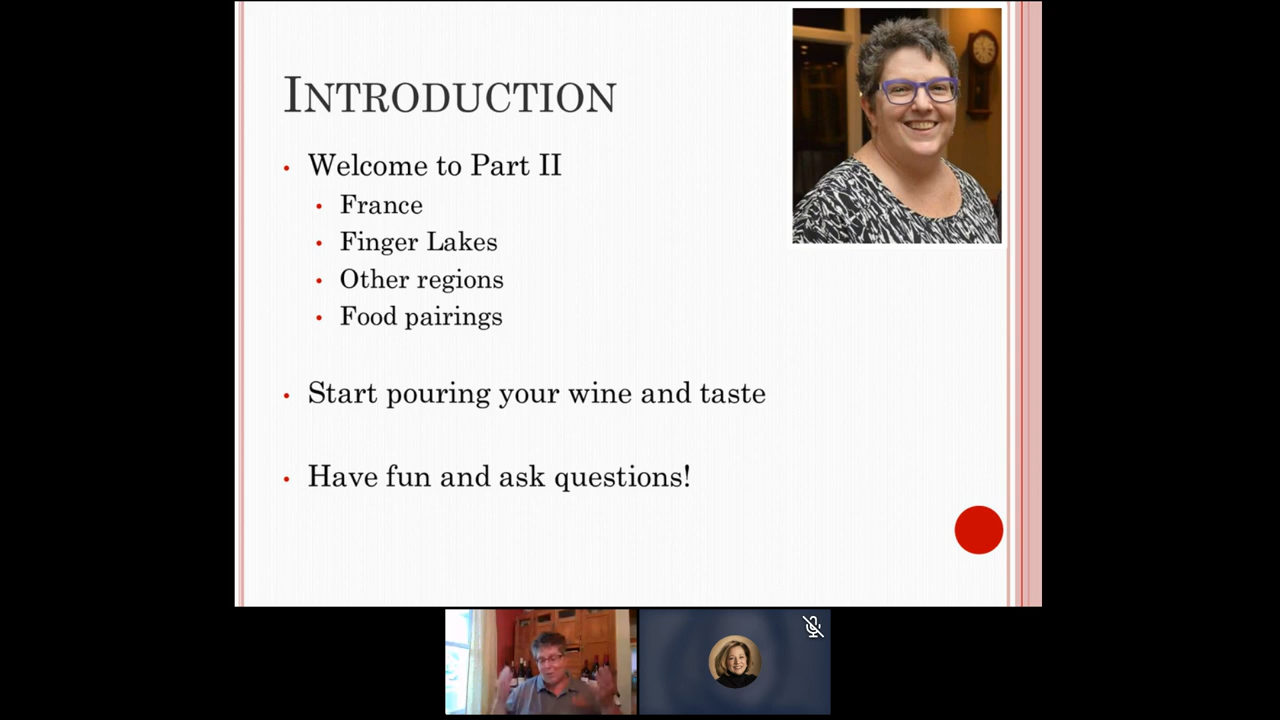 INTRODUCTION
• Welcome to Part II
• France
• Finger Lakes
• Other regions
• Food pairings
• Start pouring your wine and taste
• Have fun and ask questions!